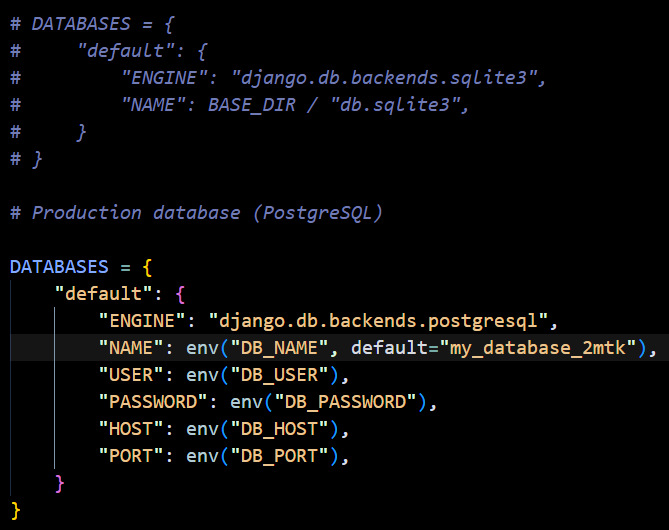 # DATABASES = {
#     "default": {
#         "ENGINE": "django.db.backends.sqlite3",
#         "NAME": BASE_DIR / "db.sqlite3",
#     }
# }
# Production database (PostgreSQL)
DATABASES = {
    "default": {
        "ENGINE": "django.db.backends.postgresql",
        "NAME": env("DB_NAME", default="my_database_2mtk"),
        "USER": env("DB_USER"),
        "PASSWORD": env("DB_PASSWORD"),
        "HOST": env("DB_HOST"),
        "PORT": env("DB_PORT"),
    }
}